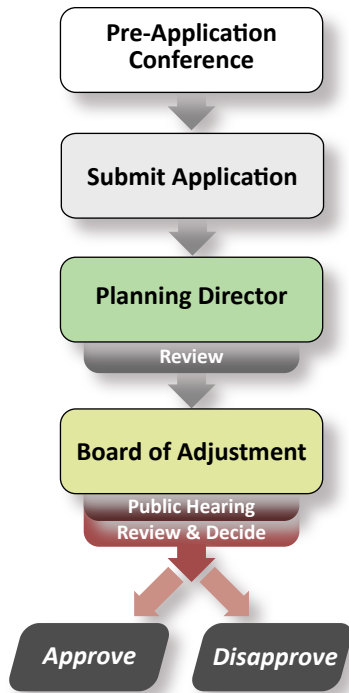 Pre-Application
Conference
Submit Application
Planning Director
Review
Board of Adjustment
Public Hearing
Review & Decide
Approve
Disapprove